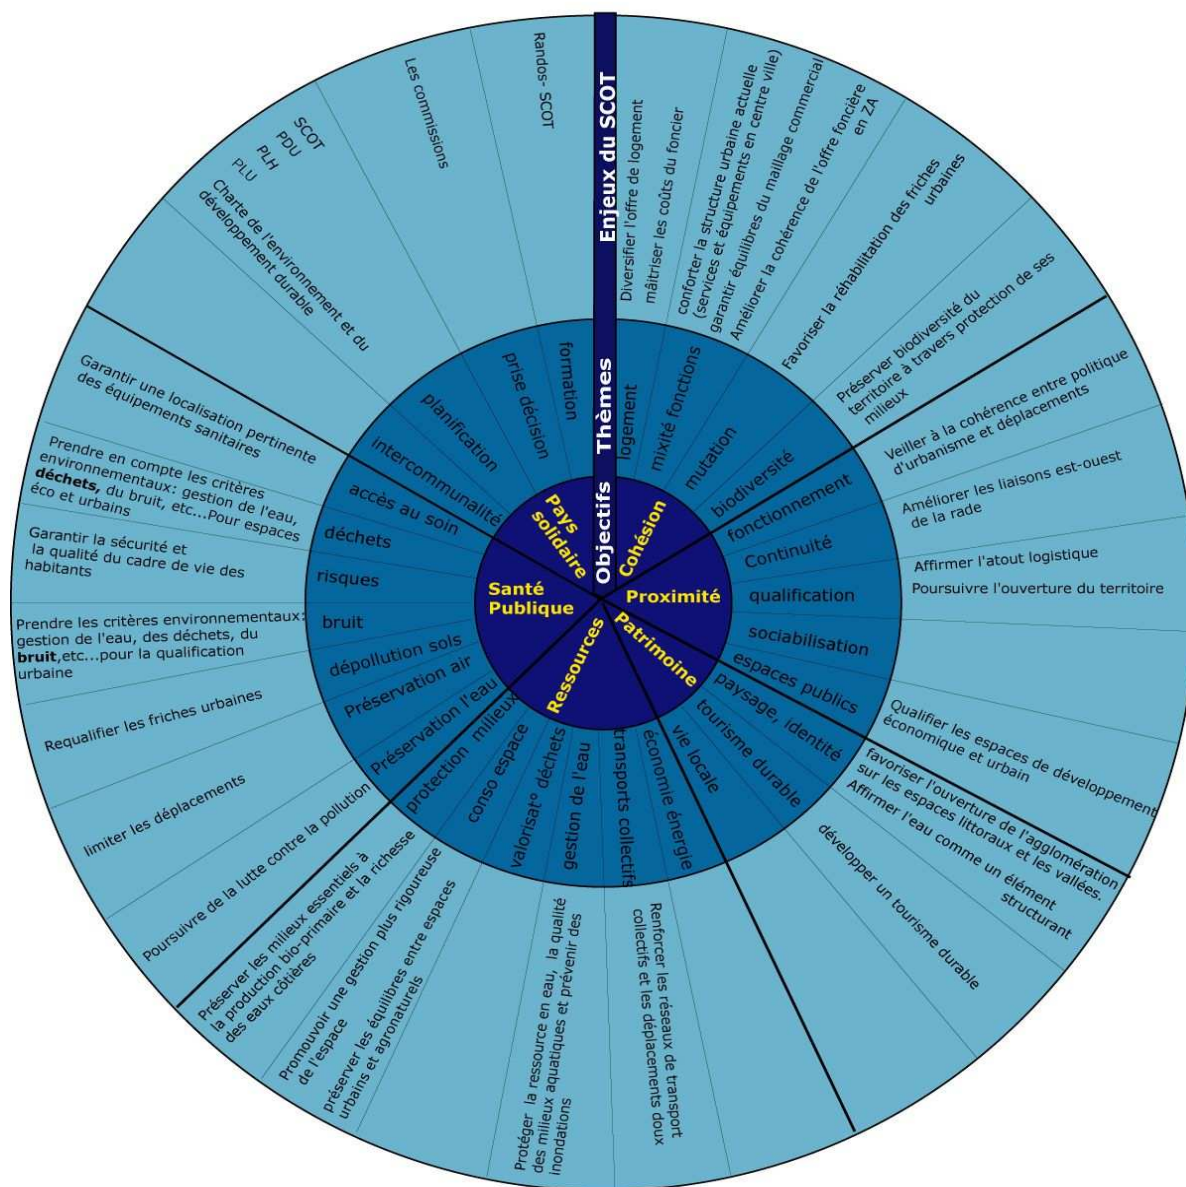 Enjeux du SCOT
Thèmes
Objectifs
Cohésion
Proximité
Patrimoine
Ressources
Santé
Publique
Pays
solidaire
logement
mixité fonctions
mutation
biodiversité
fonctionnement
Continuité
qualification
sociabilisation
espaces publics
paysage, identité
tourisme durable
vie locale
économie énergie
transports collectifs
gestion de l'eau
valorisat° déchets
conso espace
protection milieux
Préservation l'eau
Préservation air
dépollution sols
bruit
risques
déchets
accès au soin
intercommunalité
planification
prise décision
formation
Diversifier l'offre de logement
mâitriser les coûts du foncier
conforter la structure urbaine actuelle
(services et équipements en centre ville)
garantir équilibres du maillage commercial
Améliorer la cohérence de l'offre foncière
en ZA
Favoriser la réhabilitation des friches
urbaines
Préserver biodiversité du
territoire à travers protection de ses
milieux
Veiller à la cohérence entre politique
d'urbanisme et déplacements
Améliorer les liaisons est-ouest
de la rade
Affirmer l'atout logistique
Poursuivre l'ouverture du territoire
Qualifier les espaces de développement
économique et urbain
favoriser l'ouverture de l'agglomération
sur les espaces littoraux et les vallées.
Affirmer l'eau comme un élément
structurant
développer un tourisme durable
Renforcer les réseaux de transport
collectifs et les déplacements doux
Protéger la ressource en eau, la qualité
des milieux aquatiques et prévenir des
inondations
préserver les équilibres entre espaces
urbains et agronaturels
Promouvoir une gestion plus rigoureuse
de l'espace
Préserver les milieux essentiels à
la production bio-primaire et la richesse
des eaux côtières
Poursuivre de la lutte contre la pollution
limiter les déplacements
Requalifier les friches urbaines
Prendre les critères environnementaux:
gestion de l'eau, des déchets, du
bruit,etc...pour la qualification
urbaine
Garantir la sécurité et
la qualité du cadre de vie des
habitants
Prendre en compte les critères
environnementaux: gestion de l'eau,
déchets, du bruit, etc...Pour espaces
éco et urbains
Garantir une localisation pertinente
des équipements sanitaires
Charte de l'environnement et du
développement durable
SCOT
PDU
PLH
PLU
Les commissions
Randos- SCOT